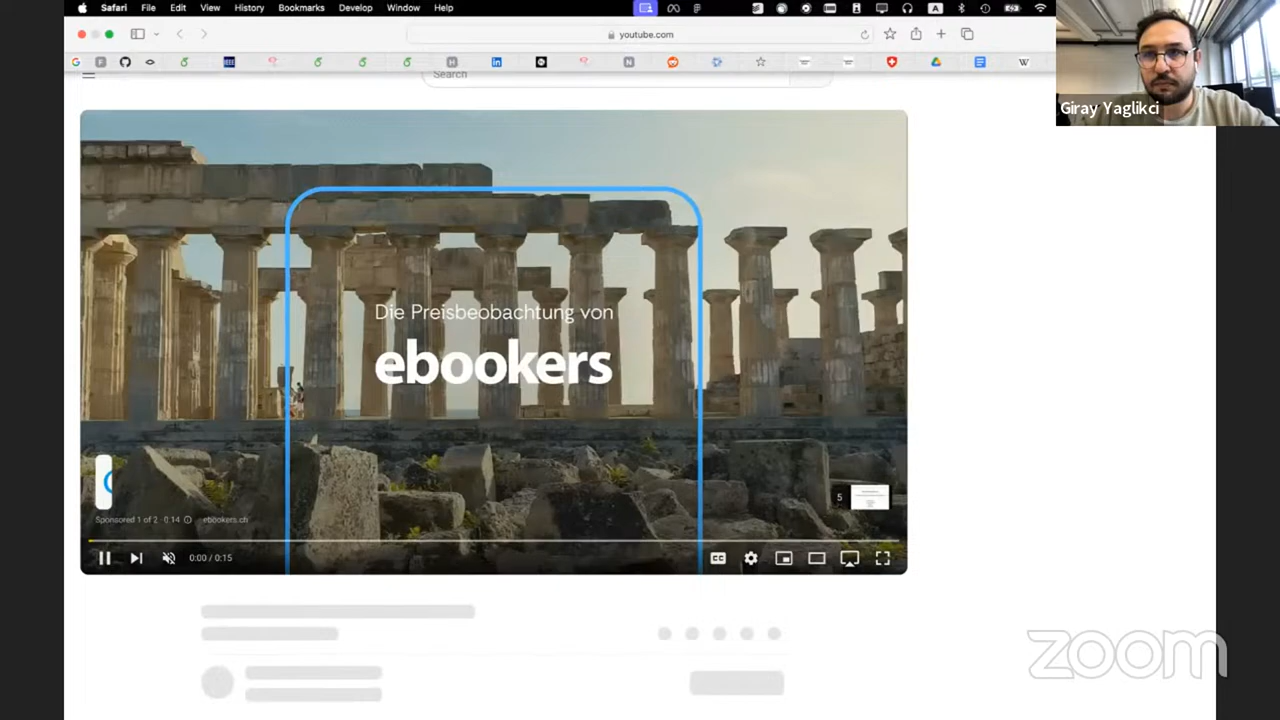 Safari File Edit View History Bookmarks Develop Window Help
youtube.com
Search
Giray Yaglikci
Die Preisbeobachtung von
ebookers
5
Sponsored 1 of 2 · 0:14 ebookers.ch
0:00 / 0:15
CC
zoom